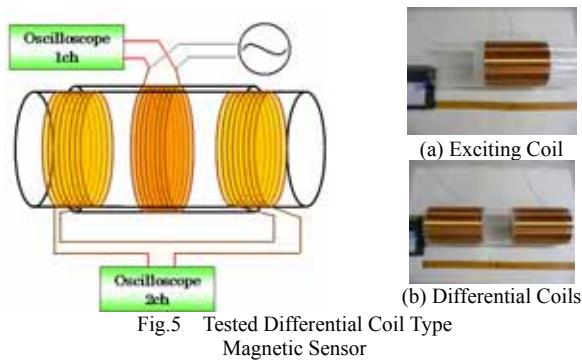 Oscilloscope
1ch
Oscilloscope
2ch
(a) Exciting Coil
(b) Differential Coils
Fig.5 Tested Differential Coil Type
Magnetic Sensor